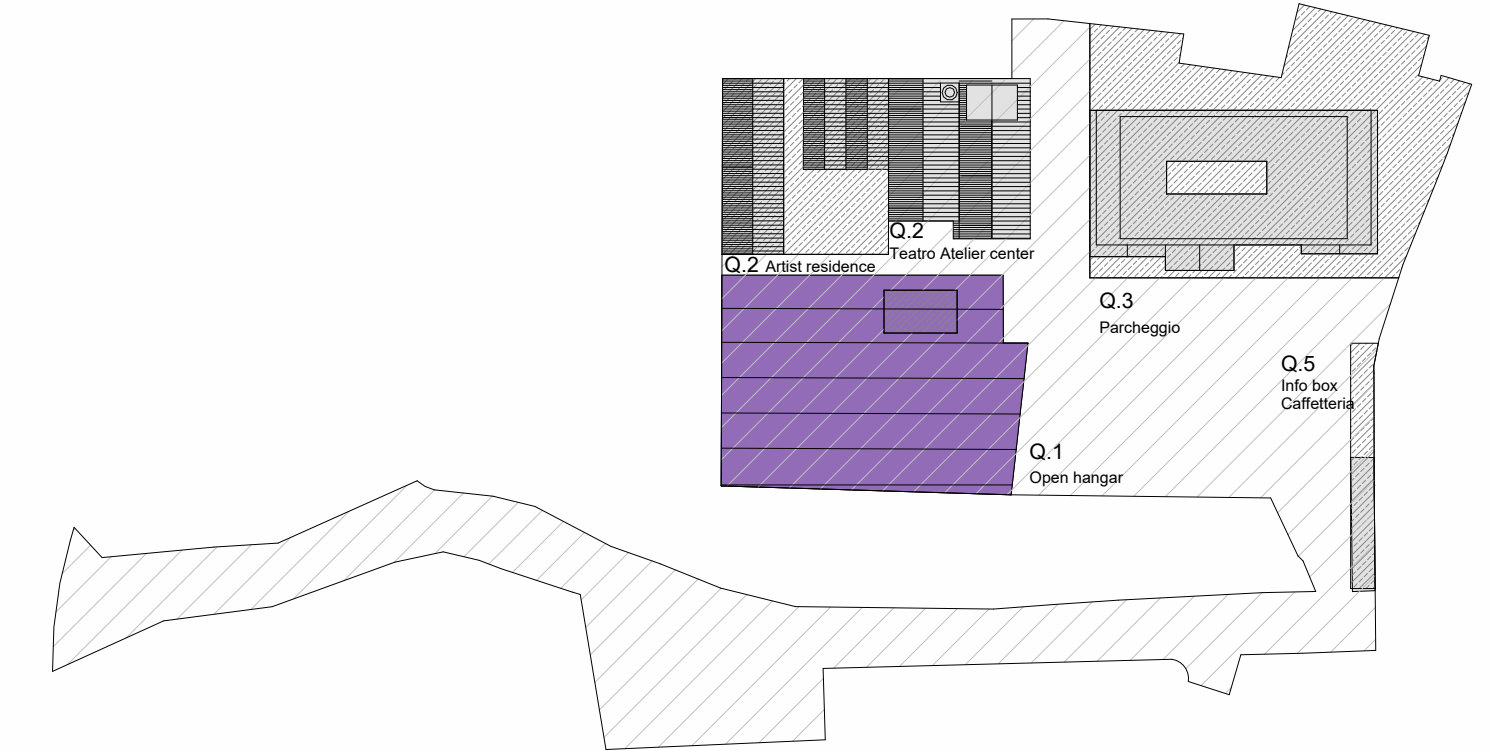 Q.2
Teatro Atelier center
Q.2 Artist residence
Q.3
Parcheggio
Q.5
Info box
Caffetteria
Q.1
Open hangar